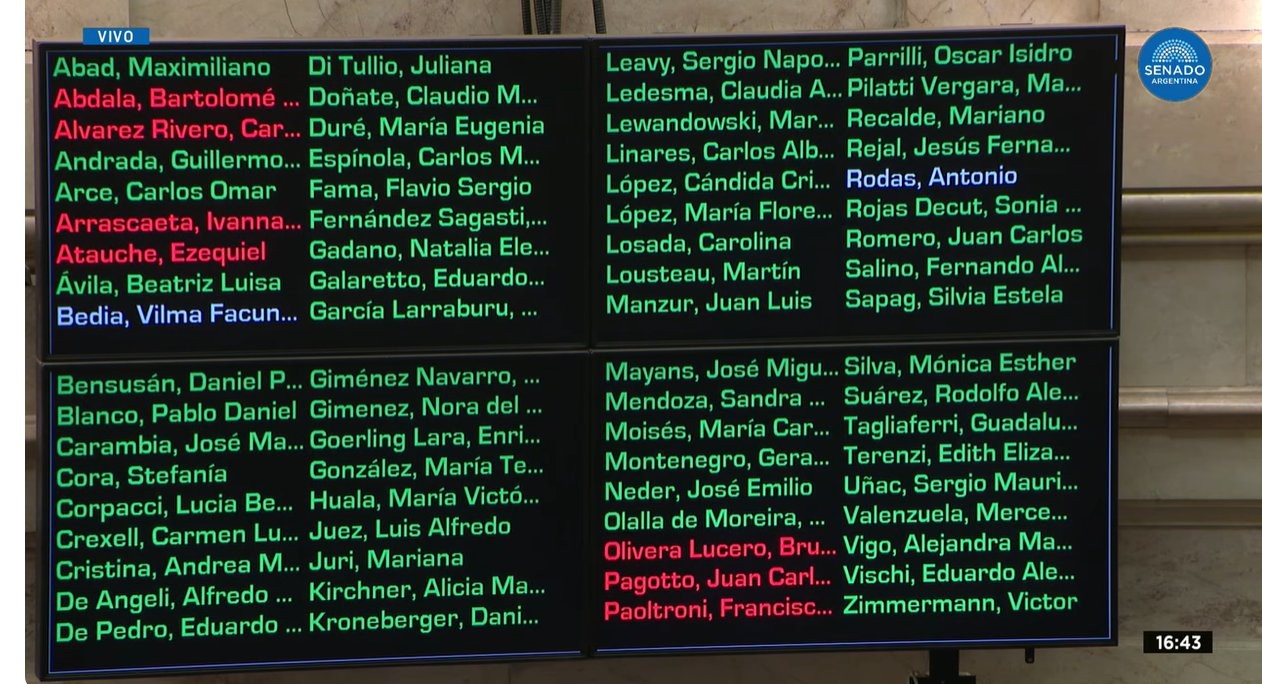 VIVO
SENADO
ARGENTINA
Abad, Maximiliano
Abdala, Bartolomé ...
Alvarez Rivero, Car...
Andrada, Guillermo...
Arce, Carlos Omar
Arrascaeta, Ivanna...
Atauche, Ezequiel
Ávila, Beatriz Luisa
Bedia, Vilma Facun...
Bensusán, Daniel P...
Blanco, Pablo Daniel
Carambia, José Ma...
Cora, Stefanía
Corpacci, Lucia Be...
Crexell, Carmen Lu...
Cristina, Andrea M...
De Angeli, Alfredo ...
De Pedro, Eduardo ...
Di Tullio, Juliana
Doñate, Claudio M...
Duré, María Eugenia
Espínola, Carlos M...
Fama, Flavio Sergio
Fernández Sagasti,...
Gadano, Natalia Ele...
Galaretto, Eduardo...
García Larraburu, ...
Giménez Navarro, ...
Gimenez, Nora del ...
Goerling Lara, Enri...
González, María Te...
Huala, María Victó...
Juez, Luis Alfredo
Juri, Mariana
Kirchner, Alicia Ma...
Kroneberger, Dani...
Leavy, Sergio Napo...
Ledesma, Claudia A...
Lewandowski, Mar...
Linares, Carlos Alb...
López, Cándida Cri...
López, María Flore...
Losada, Carolina
Lousteau, Martín
Manzur, Juan Luis
Mayans, José Migu...
Mendoza, Sandra ...
Moisés, María Car...
Montenegro, Gera...
Neder, José Emilio
Olalla de Moreira, ...
Olivera Lucero, Bru...
Pagotto, Juan Carl...
Paoltroni, Francisc...
Parrilli, Oscar Isidro
Pilatti Vergara, Ma...
Recalde, Mariano
Rejal, Jesús Ferna...
Rodas, Antonio
Rojas Decut, Sonia ...
Romero, Juan Carlos
Salino, Fernando Al...
Sapag, Silvia Estela
Silva, Mónica Esther
Suárez, Rodolfo Ale...
Tagliaferri, Guadalu...
Terenzi, Edith Eliza...
Uñac, Sergio Mauri...
Valenzuela, Merce...
Vigo, Alejandra Ma...
Vischi, Eduardo Ale...
Zimmermann, Victor
16:43